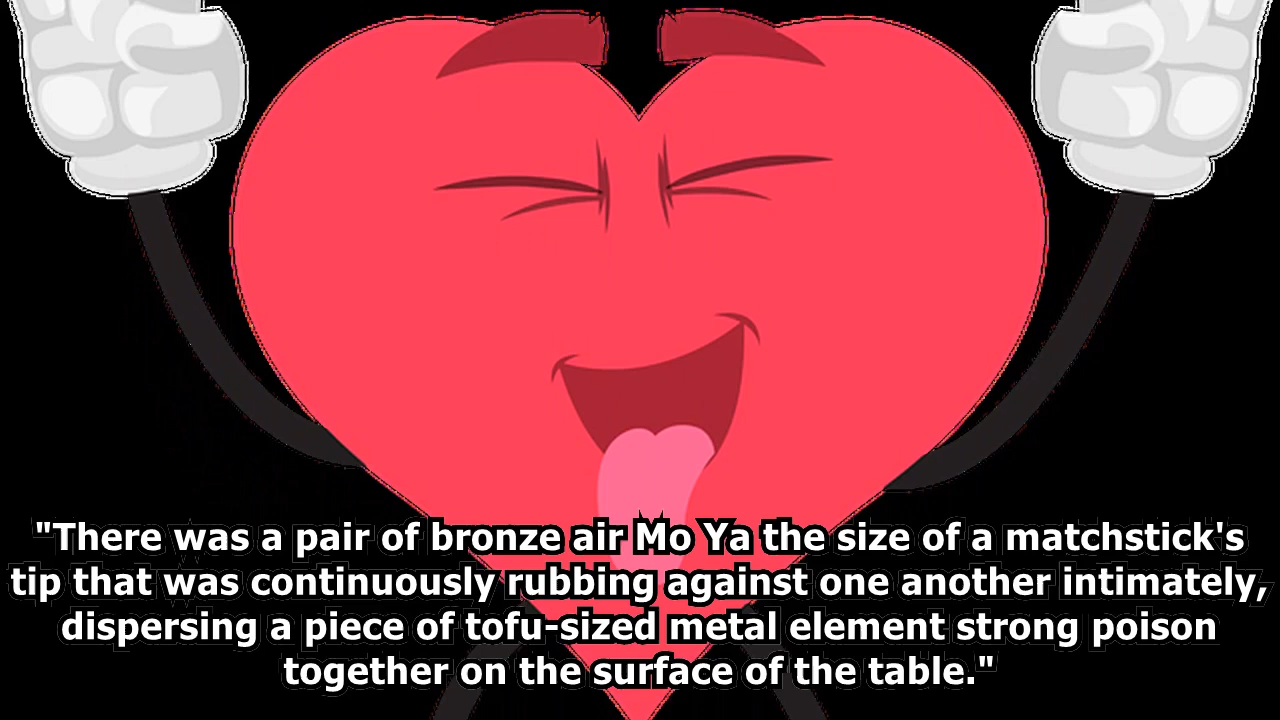 "There was a pair of bronze air Mo Ya the size of a matchstick's
tip that was continuously rubbing against one another intimately,
dispersing a piece of tofu-sized metal element strong poison
together on the surface of the table."